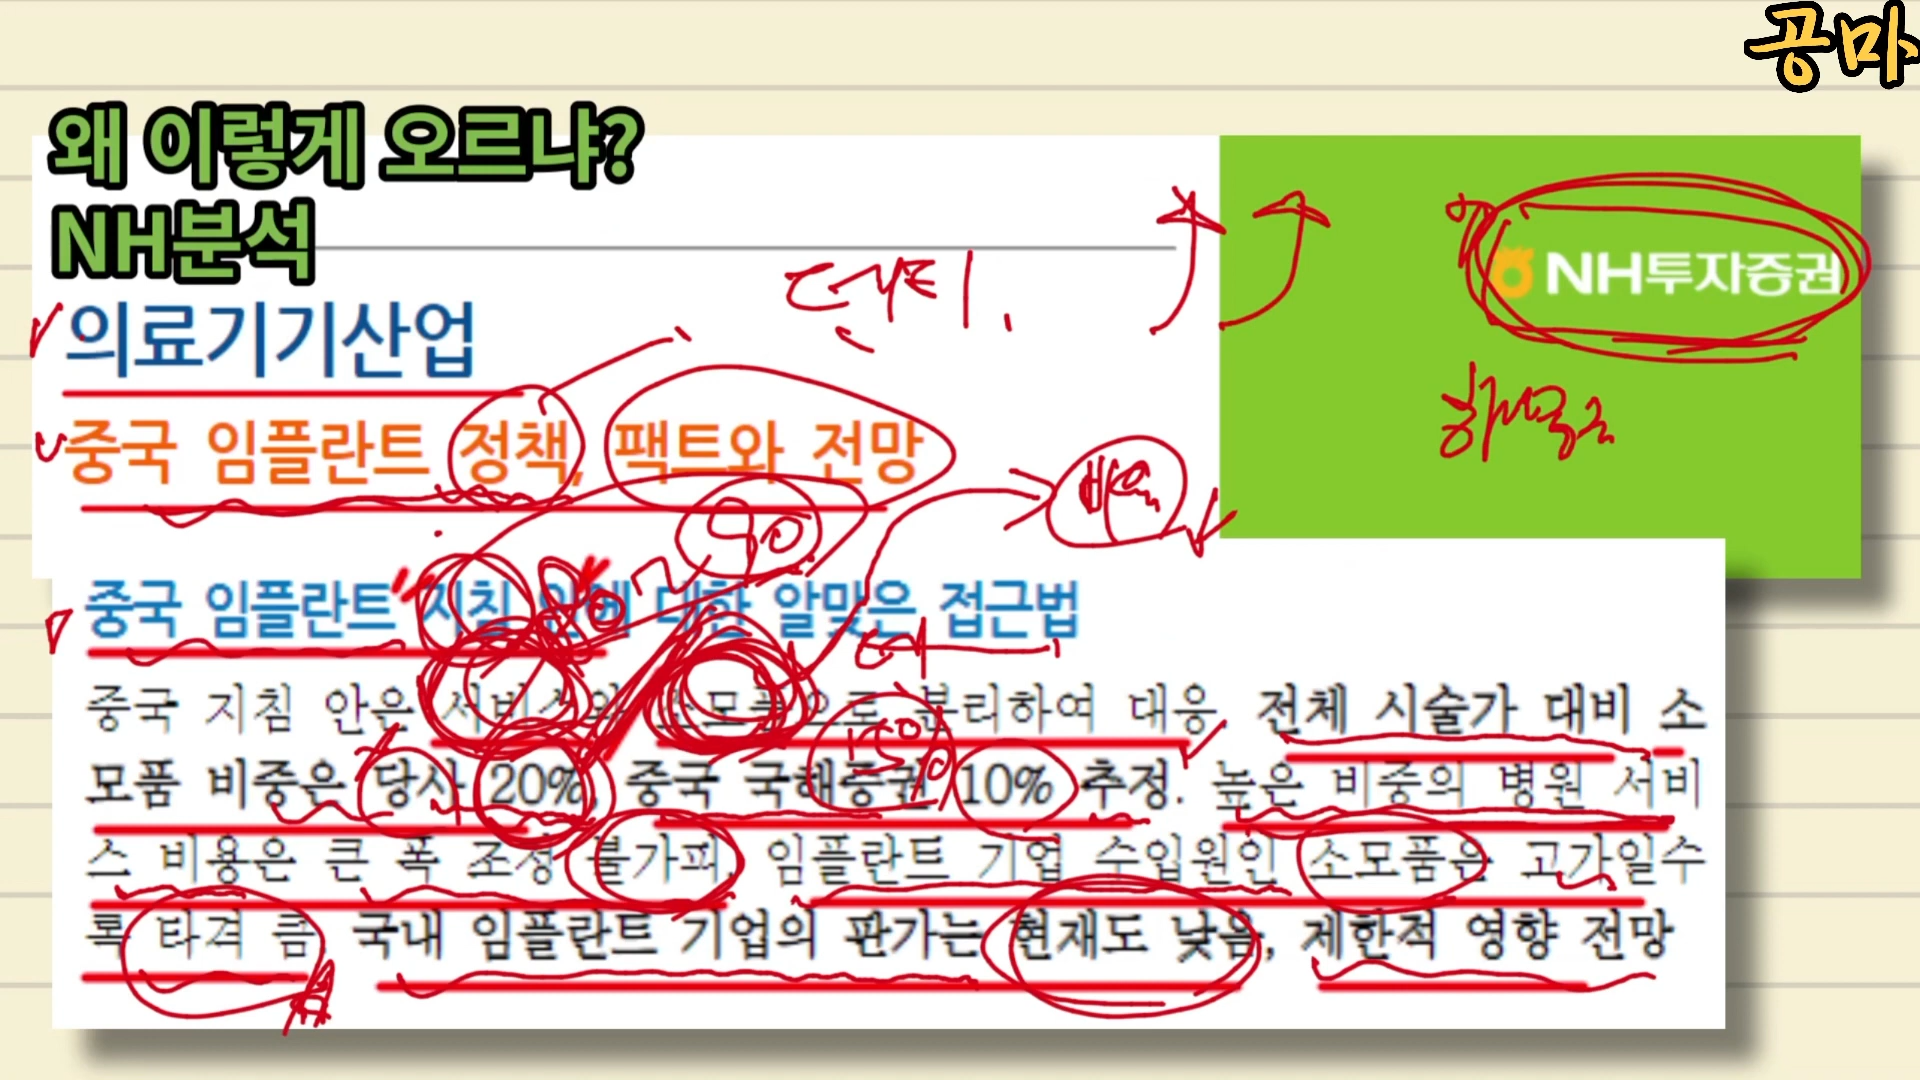 공마
왜 이렇게 오르냐?
NH분석
NH투자증권
의료기기산업
중국 임플란트 정책, 팩트와 전망
90
중국 임플란트 "지침 안"에 대한 알맞은 접근법
중국 지침 안은 서비스와 소모품으로 분리하여 대응 전체 시술가 대비 소
모품 비중은 당사 20%, 중국 국해증권 10% 추정. 높은 비중의 병원 서비
스 비용은 큰 폭 조정 불가피, 임플란트 기업 수입원인 소모품은 고가일수
록 타격 큼 국내 임플란트 기업의 판가는 현재도 낮음, 제한적 영향 전망